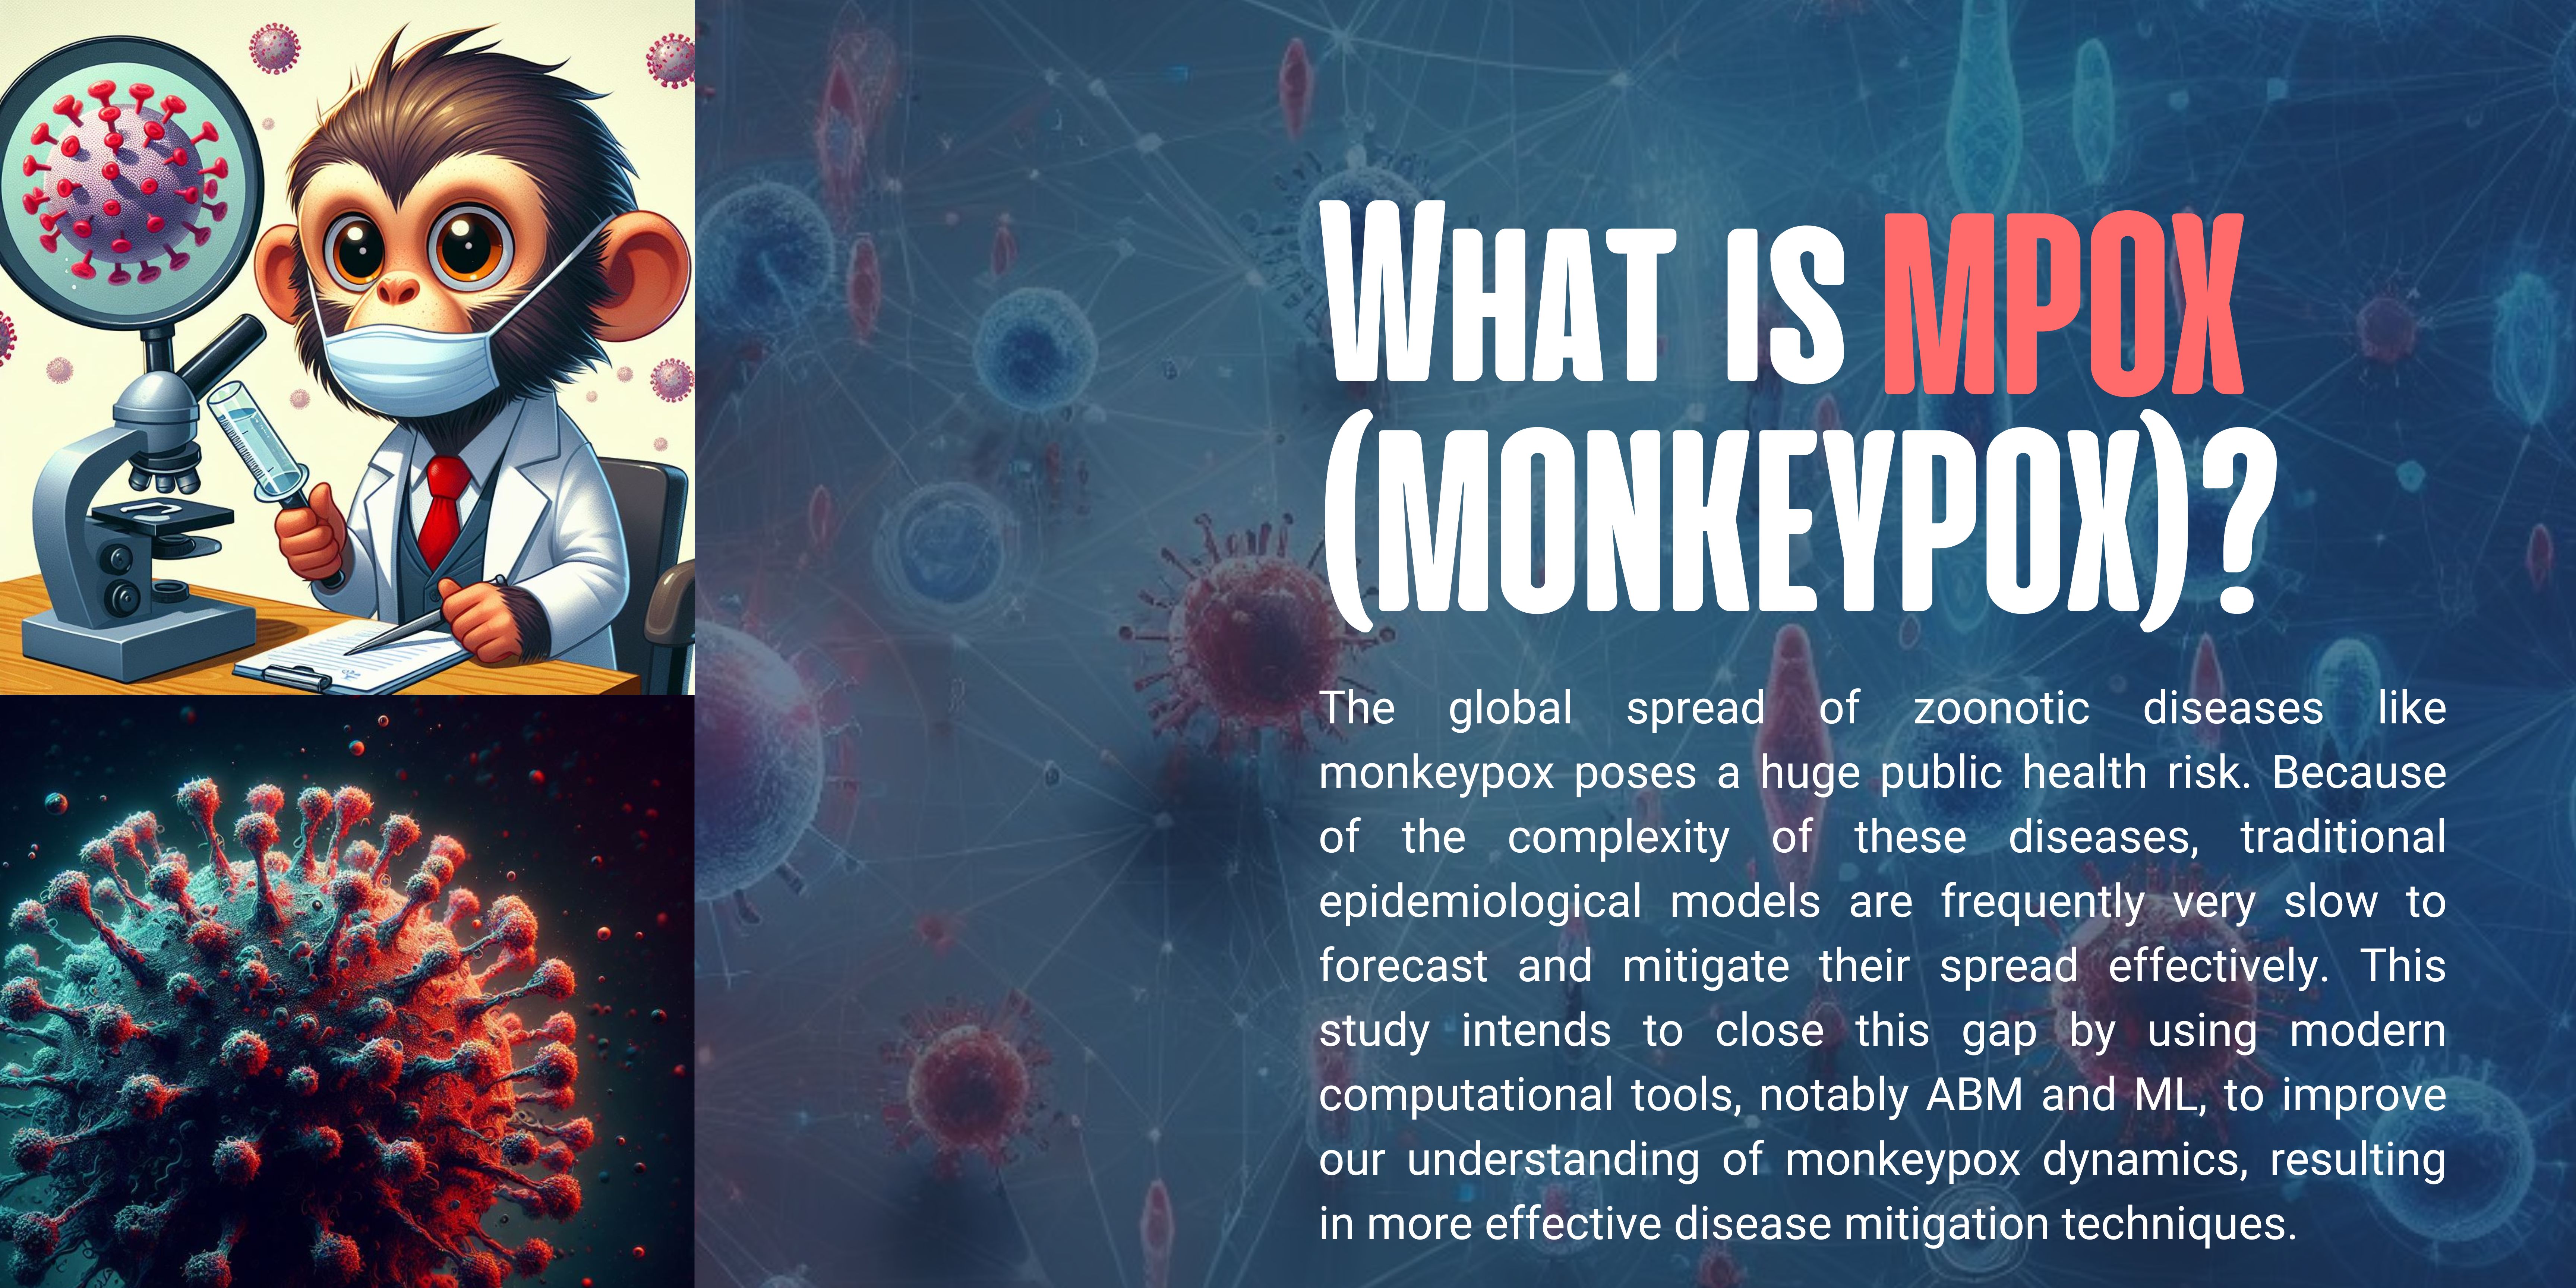 What is MPOX
(MONKEYPOX)?
The global spread of zoonotic diseases like
monkeypox poses a huge public health risk. Because
of the complexity of these diseases, traditional
epidemiological models are frequently very slow to
forecast and mitigate their spread effectively. This
study intends to close this gap by using modern
computational tools, notably ABM and ML, to improve
our understanding of monkeypox dynamics, resulting
in more effective disease mitigation techniques.